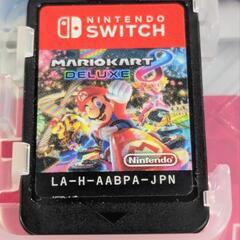 NINTENDO
SWITCH
MARIOKART 8
DELUXE
Nintendo
LA-H-AABPA-JPN